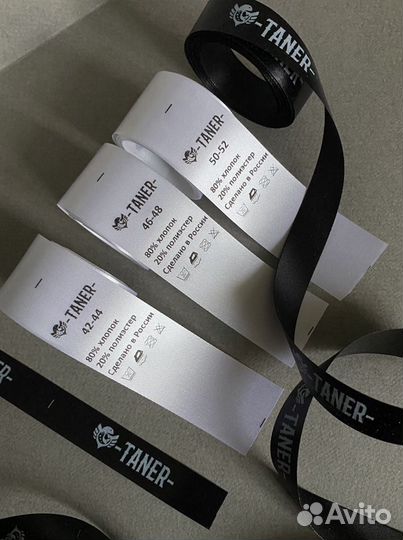 -TANER-
-TANER-
50-52
80% хлопок
20% полиэстер
Сделано в России
-TANER-
46-48
80% хлопок
20% полиэстер
Сделано в России
-TANER-
42-44
80% хлопок
20% полиэстер
Сделано в России
-TANER-
-TANER-
-TANER-
Avito